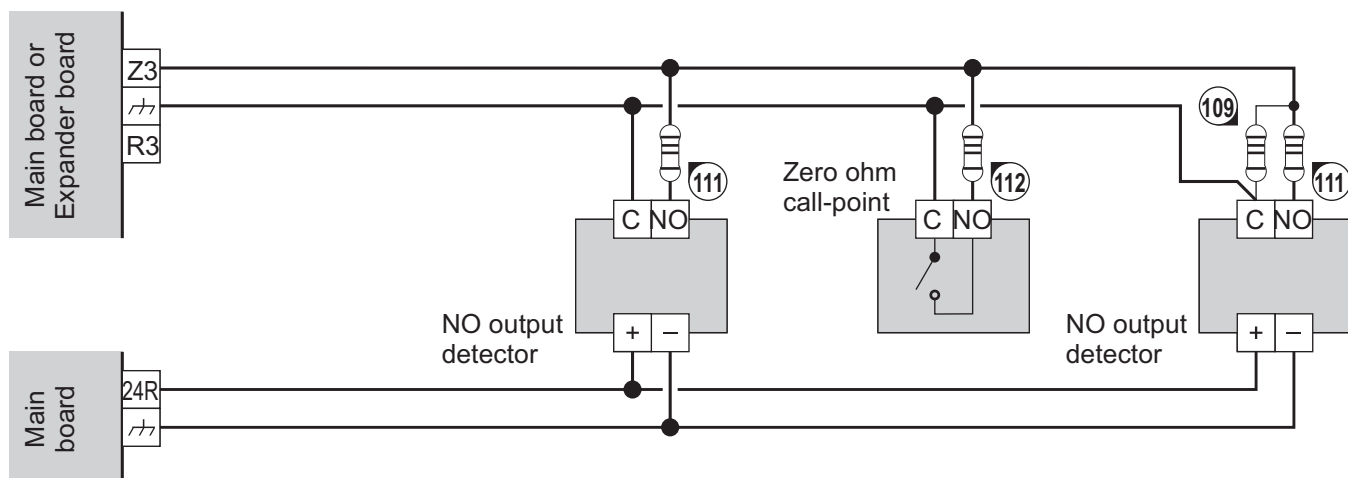 Main board or
Expander board
Z3
R3
109
111
Zero ohm
call-point
112
111
C NO
C NO
C NO
NO output
detector
+ −
NO output
detector
+ −
Main
board
24R